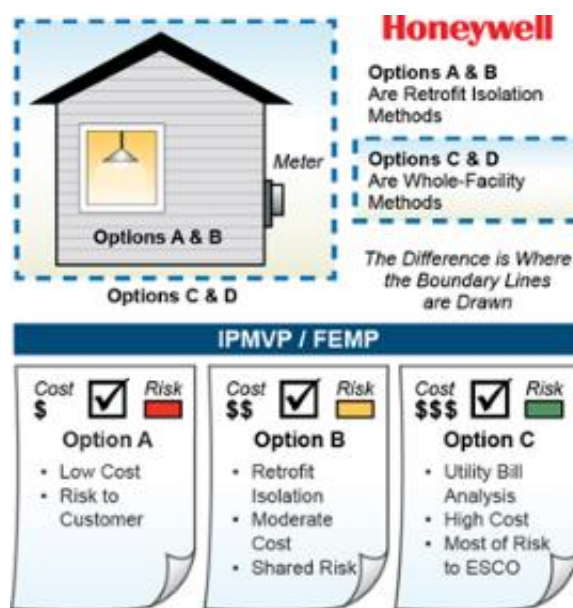 Honeywell
Options A & B
Are Retrofit Isolation
Methods
Options C & D
Are Whole-Facility
Methods
The Difference is Where
the Boundary Lines
are Drawn
Meter
Options A & B
Options C & D
IPMVP / FEMP
Cost Risk
$
Option A
• Low Cost
• Risk to
Customer
Cost Risk
$$
Option B
• Retrofit
Isolation
• Moderate
Cost
• Shared Risk
Cost Risk
$$$
Option C
• Utility Bill
Analysis
• High Cost
• Most of Risk
to ESCO